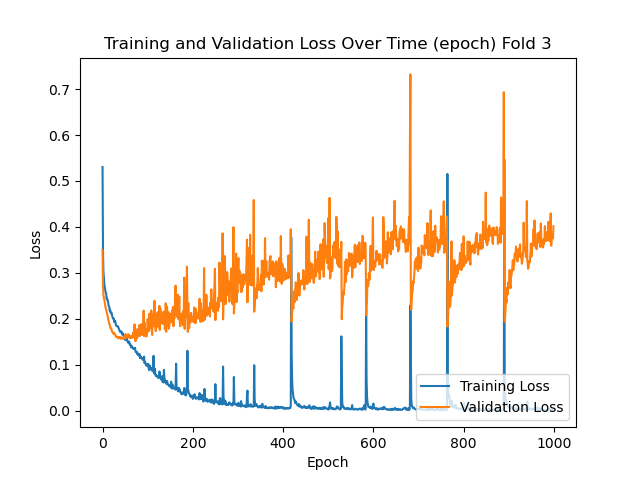 Training and Validation Loss Over Time (epoch) Fold 3
Loss
0.7
0.6
0.5
0.4
0.3
0.2
0.1
0.0
Training Loss
Validation Loss
0 200 400 600 800 1000
Epoch